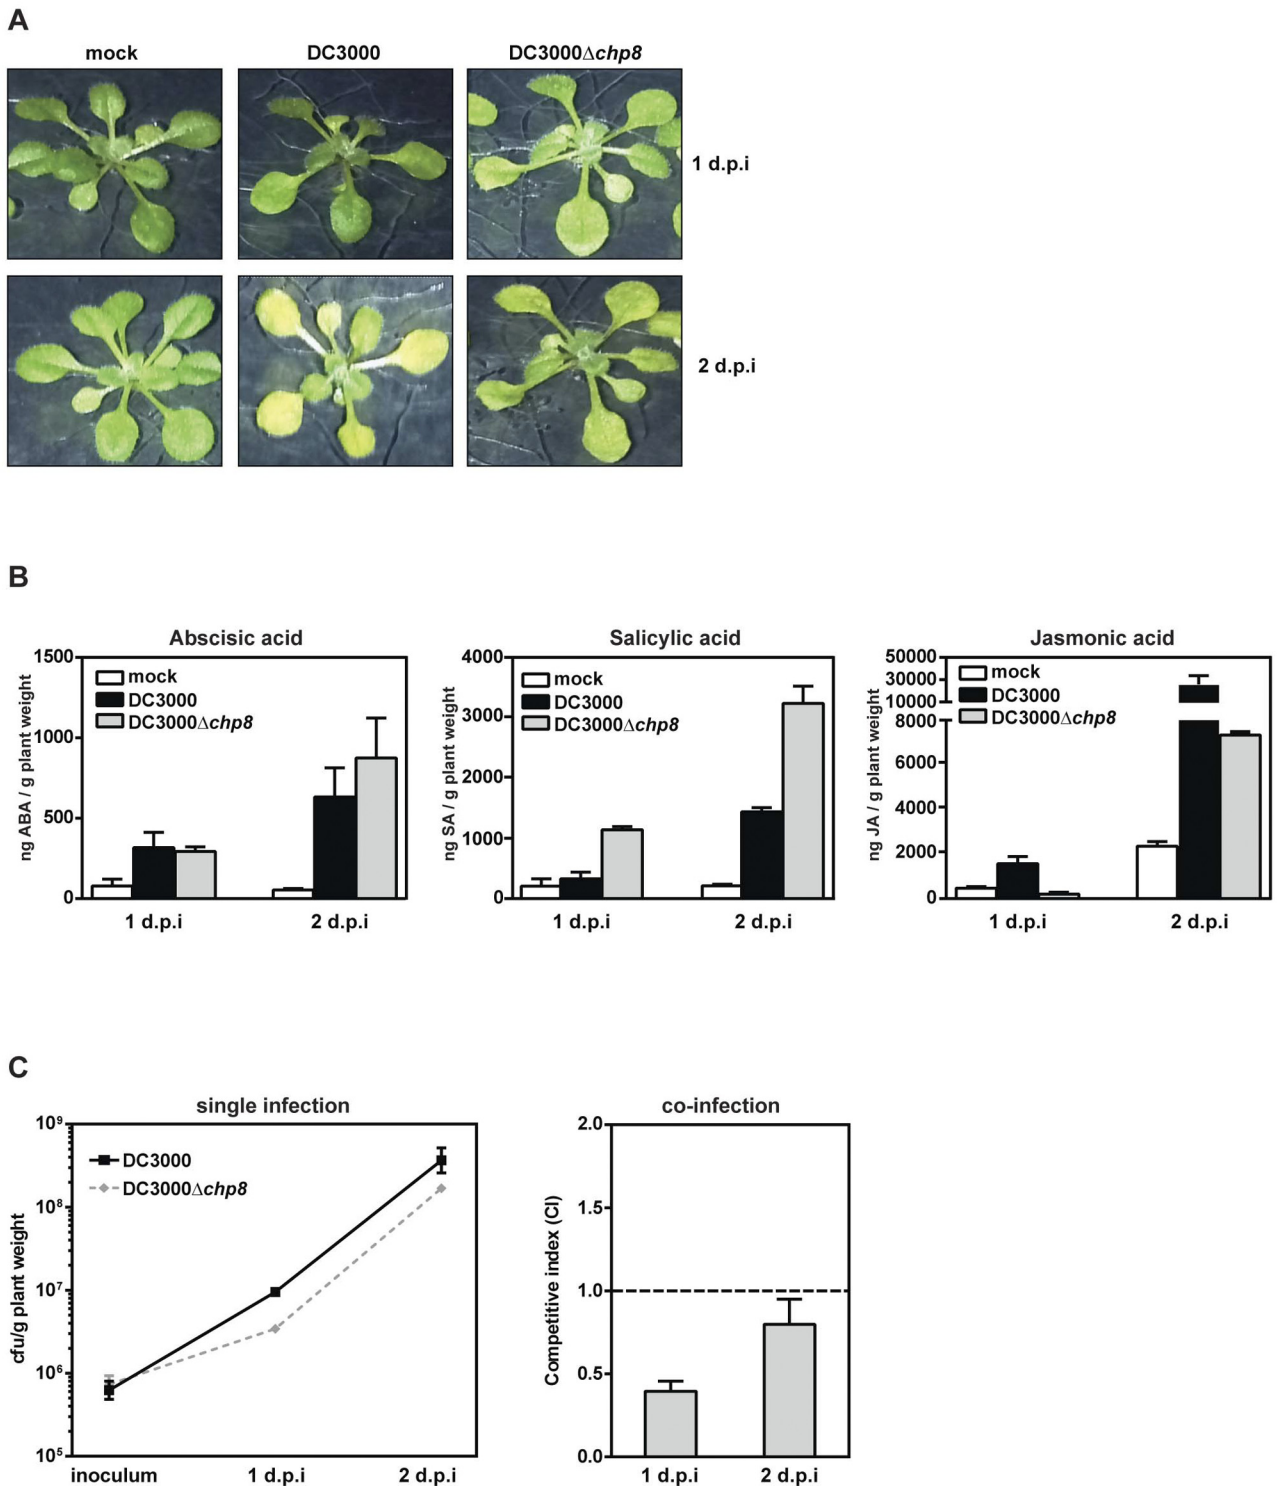 A
mock DC3000 DC3000Δchp8
1 d.p.i
2 d.p.i
B
Abscisic acid
ng ABA / g plant weight
1500
1000
500
0
mock
DC3000
DC3000Δchp8
1 d.p.i 2 d.p.i
Salicylic acid
ng SA / g plant weight
4000
3000
2000
1000
0
mock
DC3000
DC3000Δchp8
1 d.p.i 2 d.p.i
Jasmonic acid
ng JA / g plant weight
50000
30000
10000
8000
6000
4000
2000
0
mock
DC3000
DC3000Δchp8
1 d.p.i 2 d.p.i
C
single infection
cfu/g plant weight
10⁹
10⁸
10⁷
10⁶
10⁵
DC3000
DC3000Δchp8
inoculum 1 d.p.i 2 d.p.i
co-infection
Competitive index (CI)
2.0
1.5
1.0
0.5
0.0
1 d.p.i 2 d.p.i